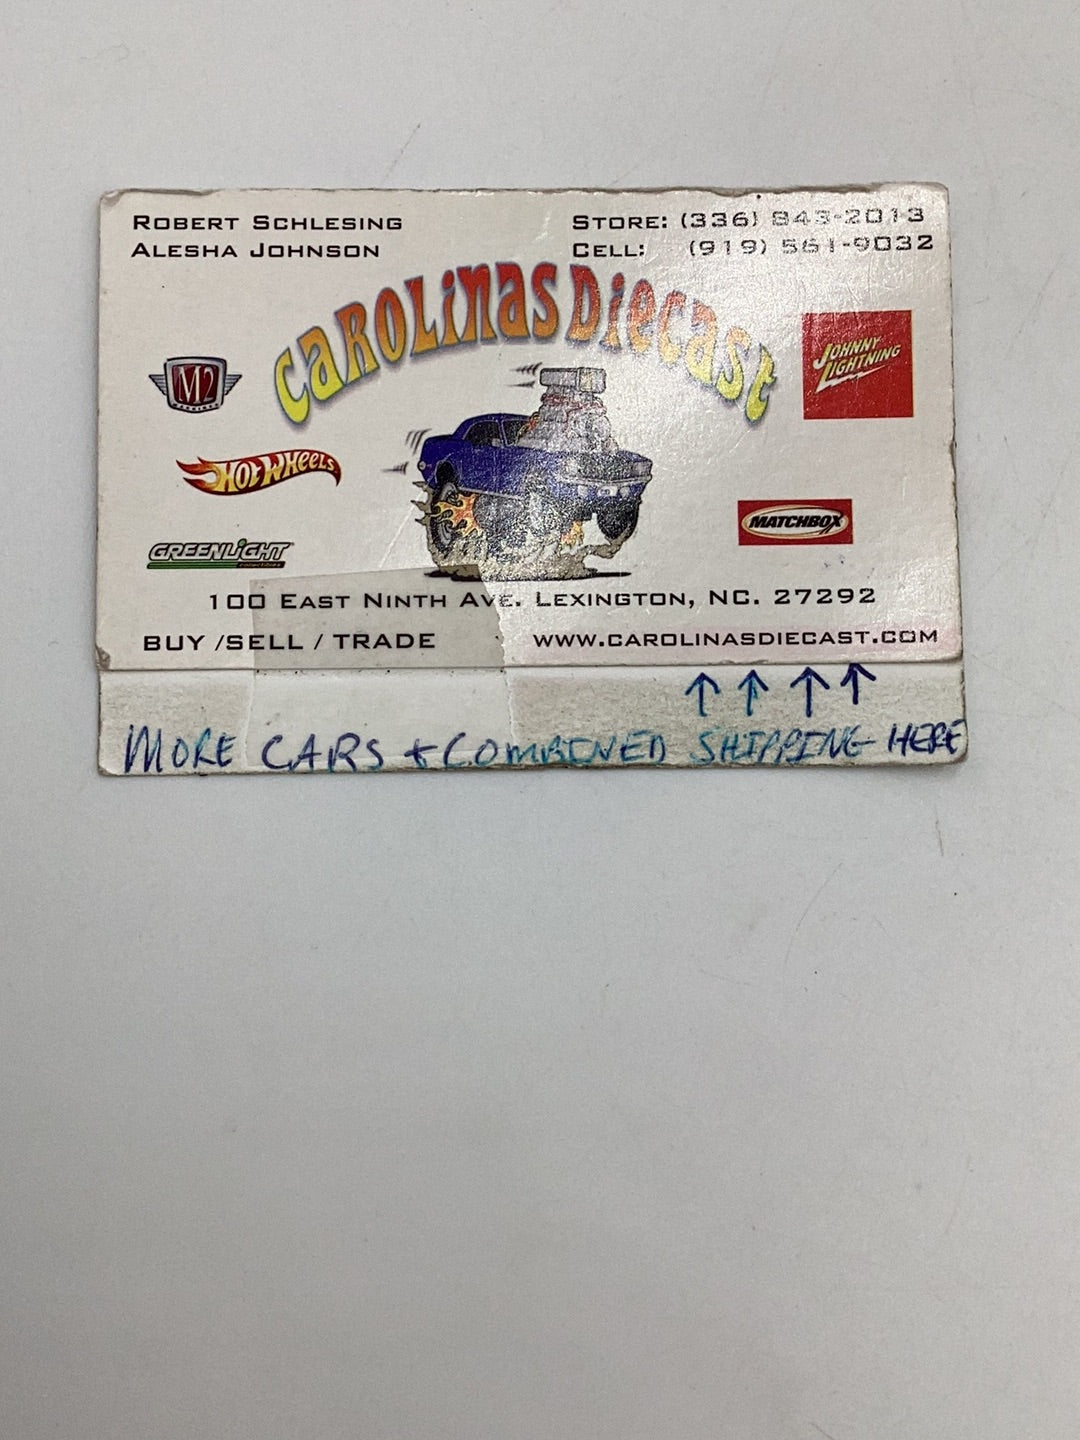 ROBERT SCHLESING
ALESHA JOHNSON
STORE: (336) 843-2013
CELL: (919) 561-9032
CAROLINAS DIECAST
M2
MACHINES
JOHNNY
LIGHTNING
HOT WHEELS
MATCHBOX
GREENLIGHT
collectibles
100 EAST NINTH AVE. LEXINGTON, NC. 27292
BUY /SELL / TRADE
WWW.CAROLINASDIECAST.COM
↑ ↑ ↑ ↑
MORE CARS + COMBINED SHIPPING HERE